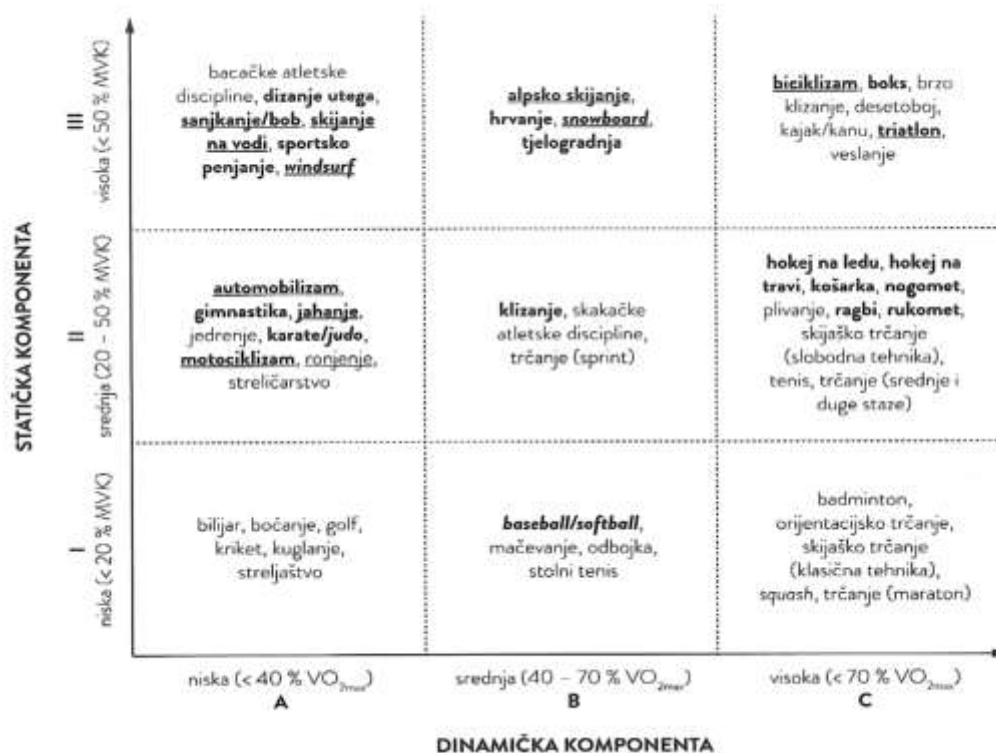 STATIČKA KOMPONENTA
III
visoka (< 50 % MVK)
bacačke atletske
discipline, dizanje utega,
sanjkanje/bob, skijanje
na vodi, sportsko
penjanje, windsurf
alpsko skijanje,
hrvanje, snowboard,
tjelogradnja
biciklizam, boks, brzo
klizanje, desetoboj,
kajak/kanu, triatlon,
veslanje
II
srednja (20 – 50 % MVK)
automobilizam,
gimnastika, jahanje,
jedrenje, karate/judo,
motociklizam, ronjenje,
streličarstvo
klizanje, skakačke
atletske discipline,
trčanje (sprint)
hokej na ledu, hokej na
travi, košarka, nogomet,
plivanje, ragbi, rukomet,
skijaško trčanje
(slobodna tehnika),
tenis, trčanje (srednje i
duge staze)
I
niska (< 20 % MVK)
bilijar, boćanje, golf,
kriket, kuglanje,
streljaštvo
baseball/softball,
mačevanje, odbojka,
stolni tenis
badminton,
orijentacijsko trčanje,
skijaško trčanje
(klasična tehnika),
squash, trčanje (maraton)
niska (< 40 % VO2max)
A
srednja (40 – 70 % VO2max)
B
visoka (< 70 % VO2max)
C
DINAMIČKA KOMPONENTA